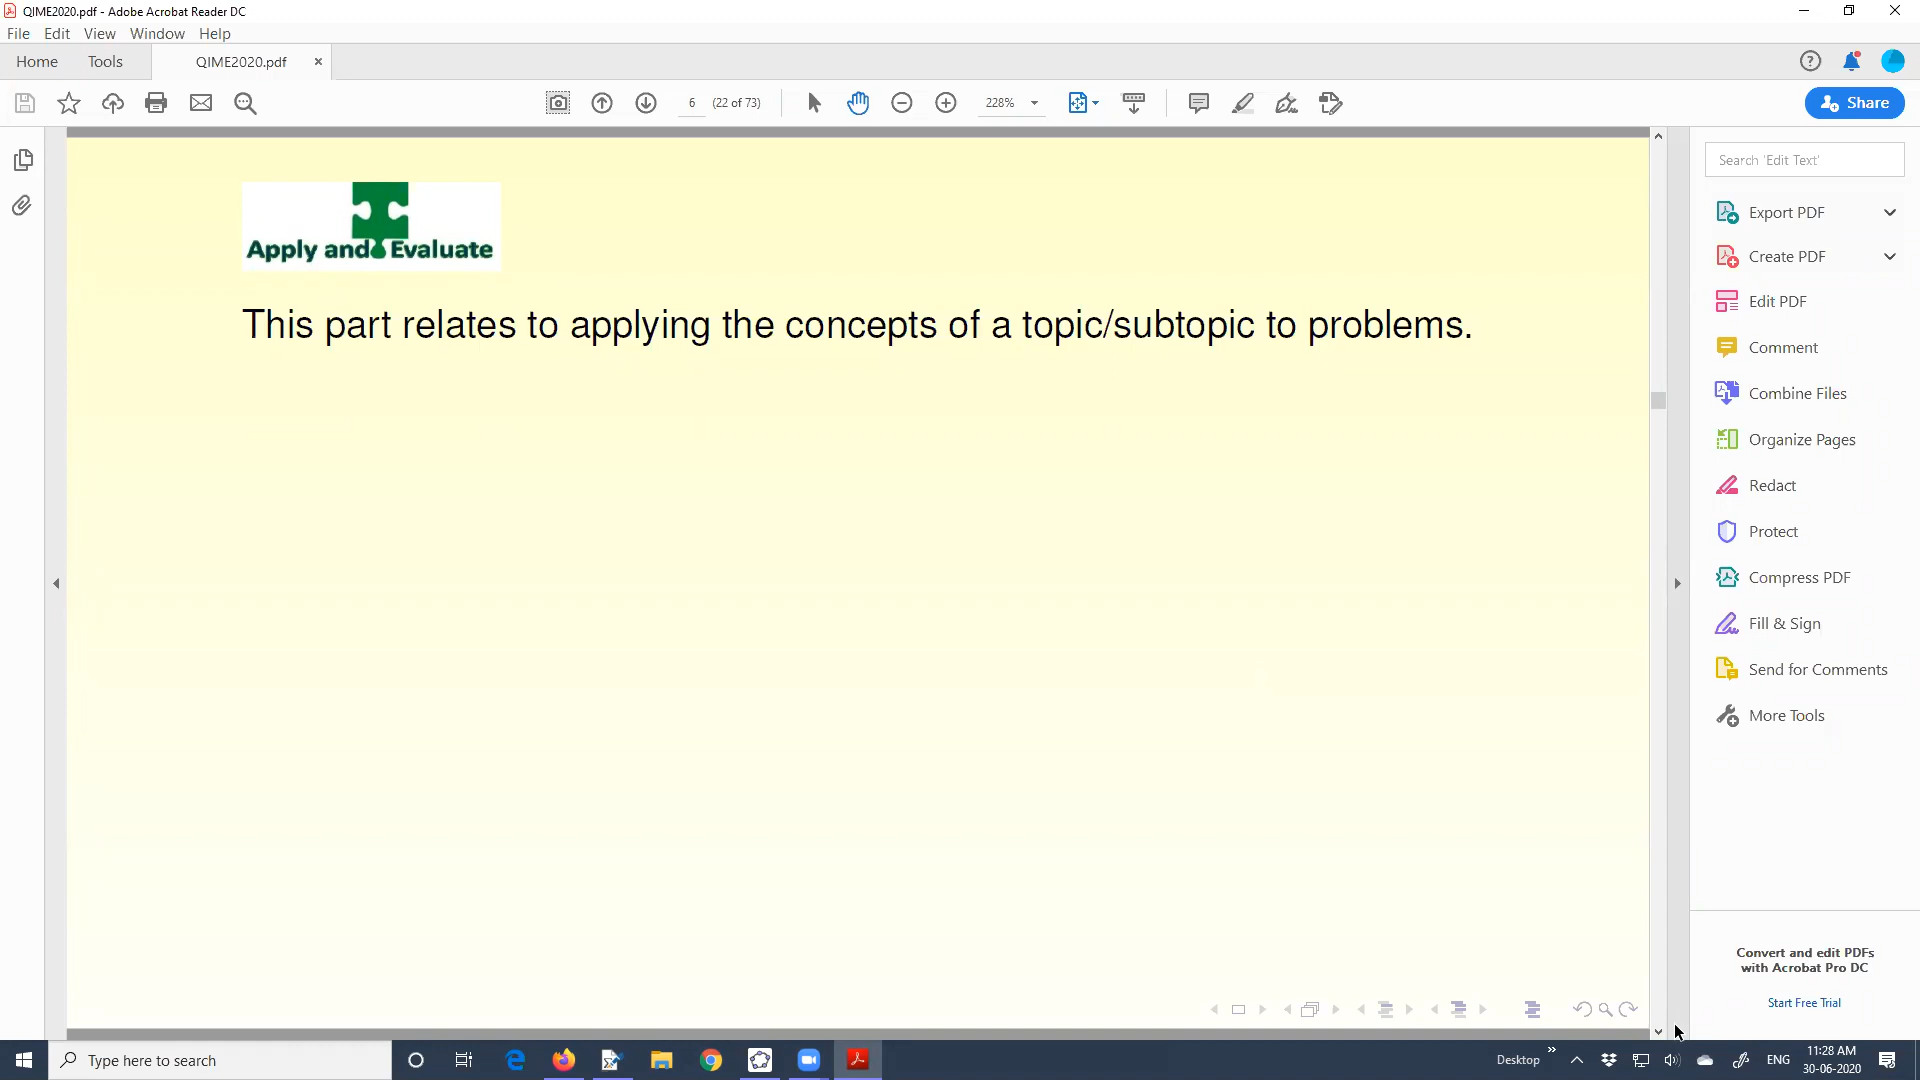 QIME2020.pdf - Adobe Acrobat Reader DC
File Edit View Window Help
Home Tools QIME2020.pdf
6 (22 of 73) 228% Share
Search 'Edit Text'
Apply and Evaluate
Export PDF
Create PDF
This part relates to applying the concepts of a topic/subtopic to problems.
Edit PDF
Comment
Combine Files
Organize Pages
Redact
Protect
Compress PDF
Fill & Sign
Send for Comments
More Tools
Convert and edit PDFs
with Acrobat Pro DC
Start Free Trial
Type here to search
Desktop
ENG
11:28 AM
30-06-2020